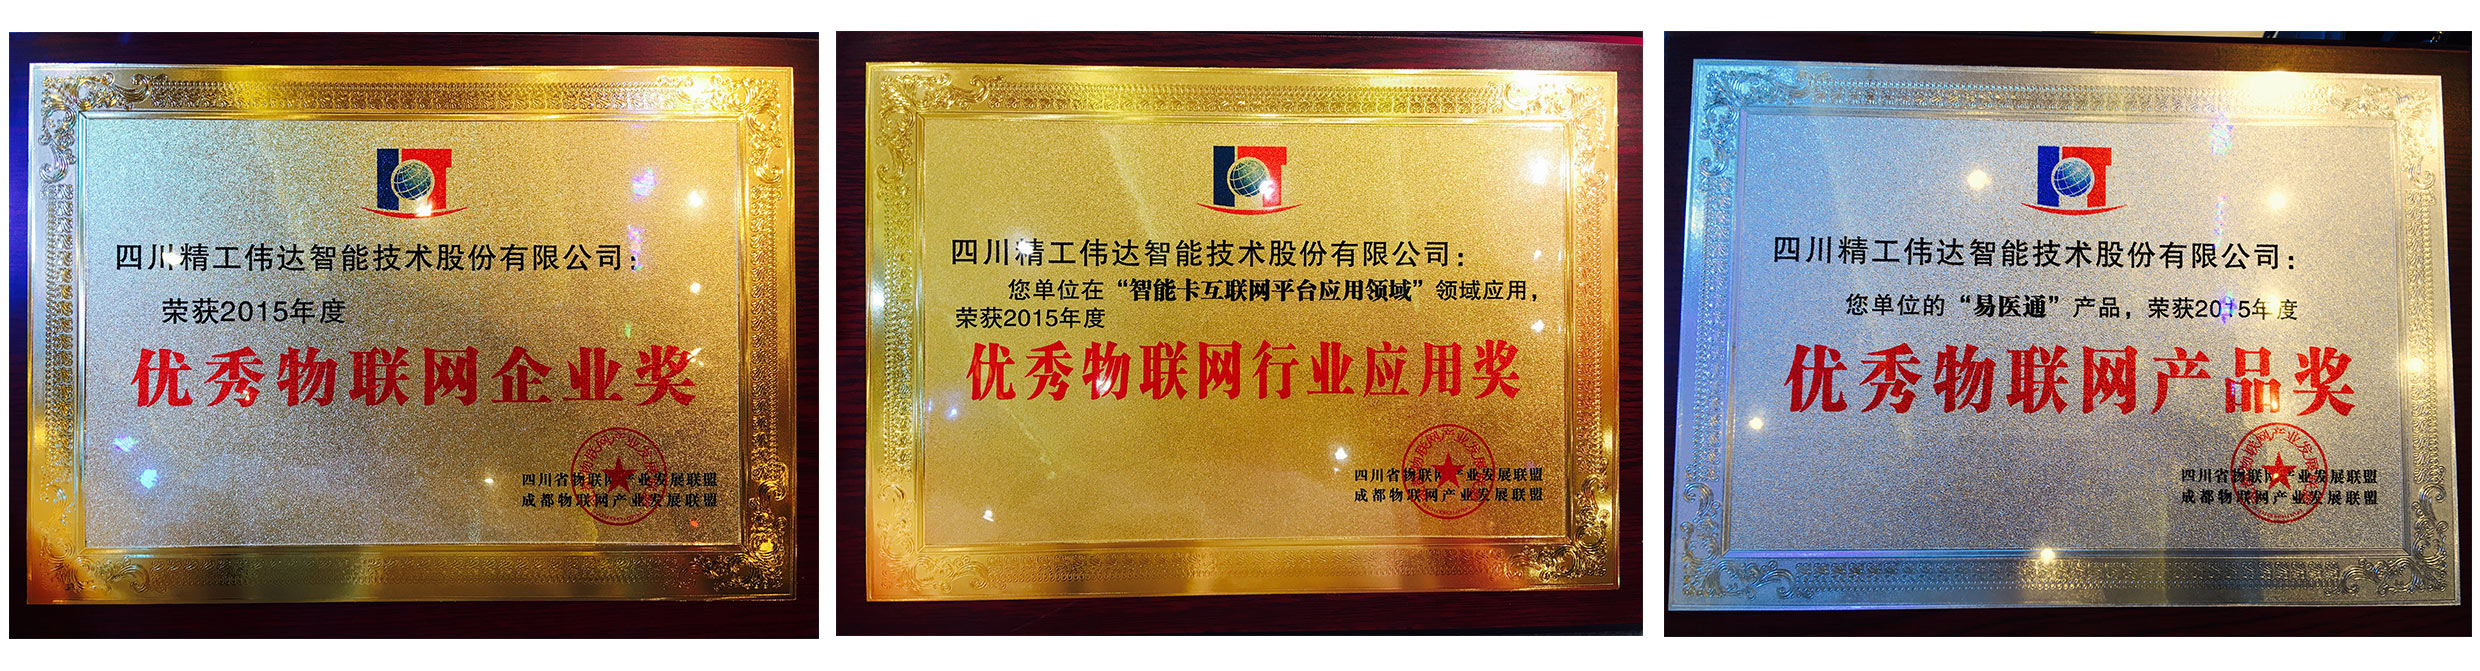 四川精工伟达智能技术股份有限公司:
荣获2015年度
优秀物联网企业奖
四川省物联网产业发展联盟
成都物联网产业发展联盟
四川精工伟达智能技术股份有限公司:
您单位在“智能卡互联网平台应用领域”领域应用,
荣获2015年度
优秀物联网行业应用奖
四川省物联网产业发展联盟
成都物联网产业发展联盟
四川精工伟达智能技术股份有限公司:
您单位的“易医通”产品, 荣获2015年度
优秀物联网产品奖
四川省物联网产业发展联盟
成都物联网产业发展联盟